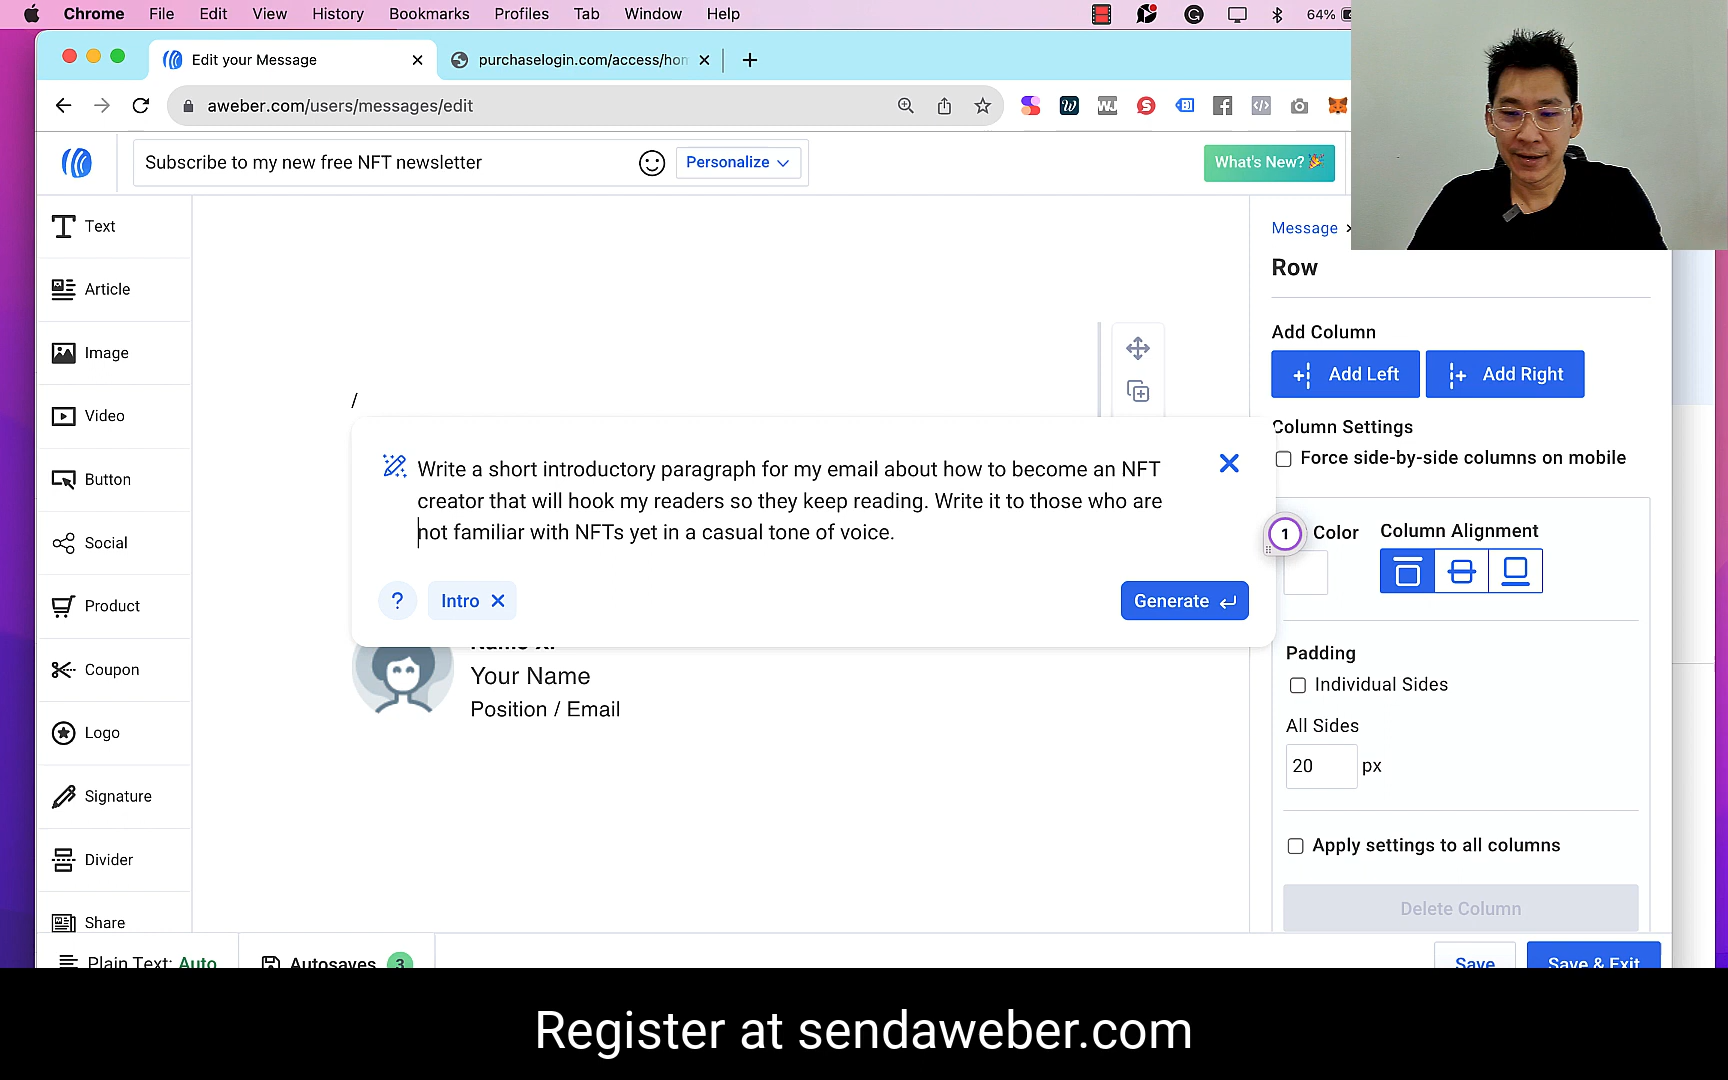 Chrome File Edit View History Bookmarks Profiles Tab Window Help
64%
Edit your Message
purchaselogin.com/access/hom
aweber.com/users/messages/edit
Subscribe to my new free NFT newsletter
Personalize
What's New?
Text
Article
Image
Video
Button
Social
Product
Coupon
Logo
Signature
Divider
Share
/
Write a short introductory paragraph for my email about how to become an NFT
creator that will hook my readers so they keep reading. Write it to those who are
not familiar with NFTs yet in a casual tone of voice.
?
Intro
Generate
Your Name
Position / Email
Message
Row
Add Column
Add Left
Add Right
Column Settings
Force side-by-side columns on mobile
1
Color
Column Alignment
Padding
Individual Sides
All Sides
20 px
Apply settings to all columns
Delete Column
Plain Text: Auto
Autosaves 3
Save
Save & Exit
Register at sendaweber.com